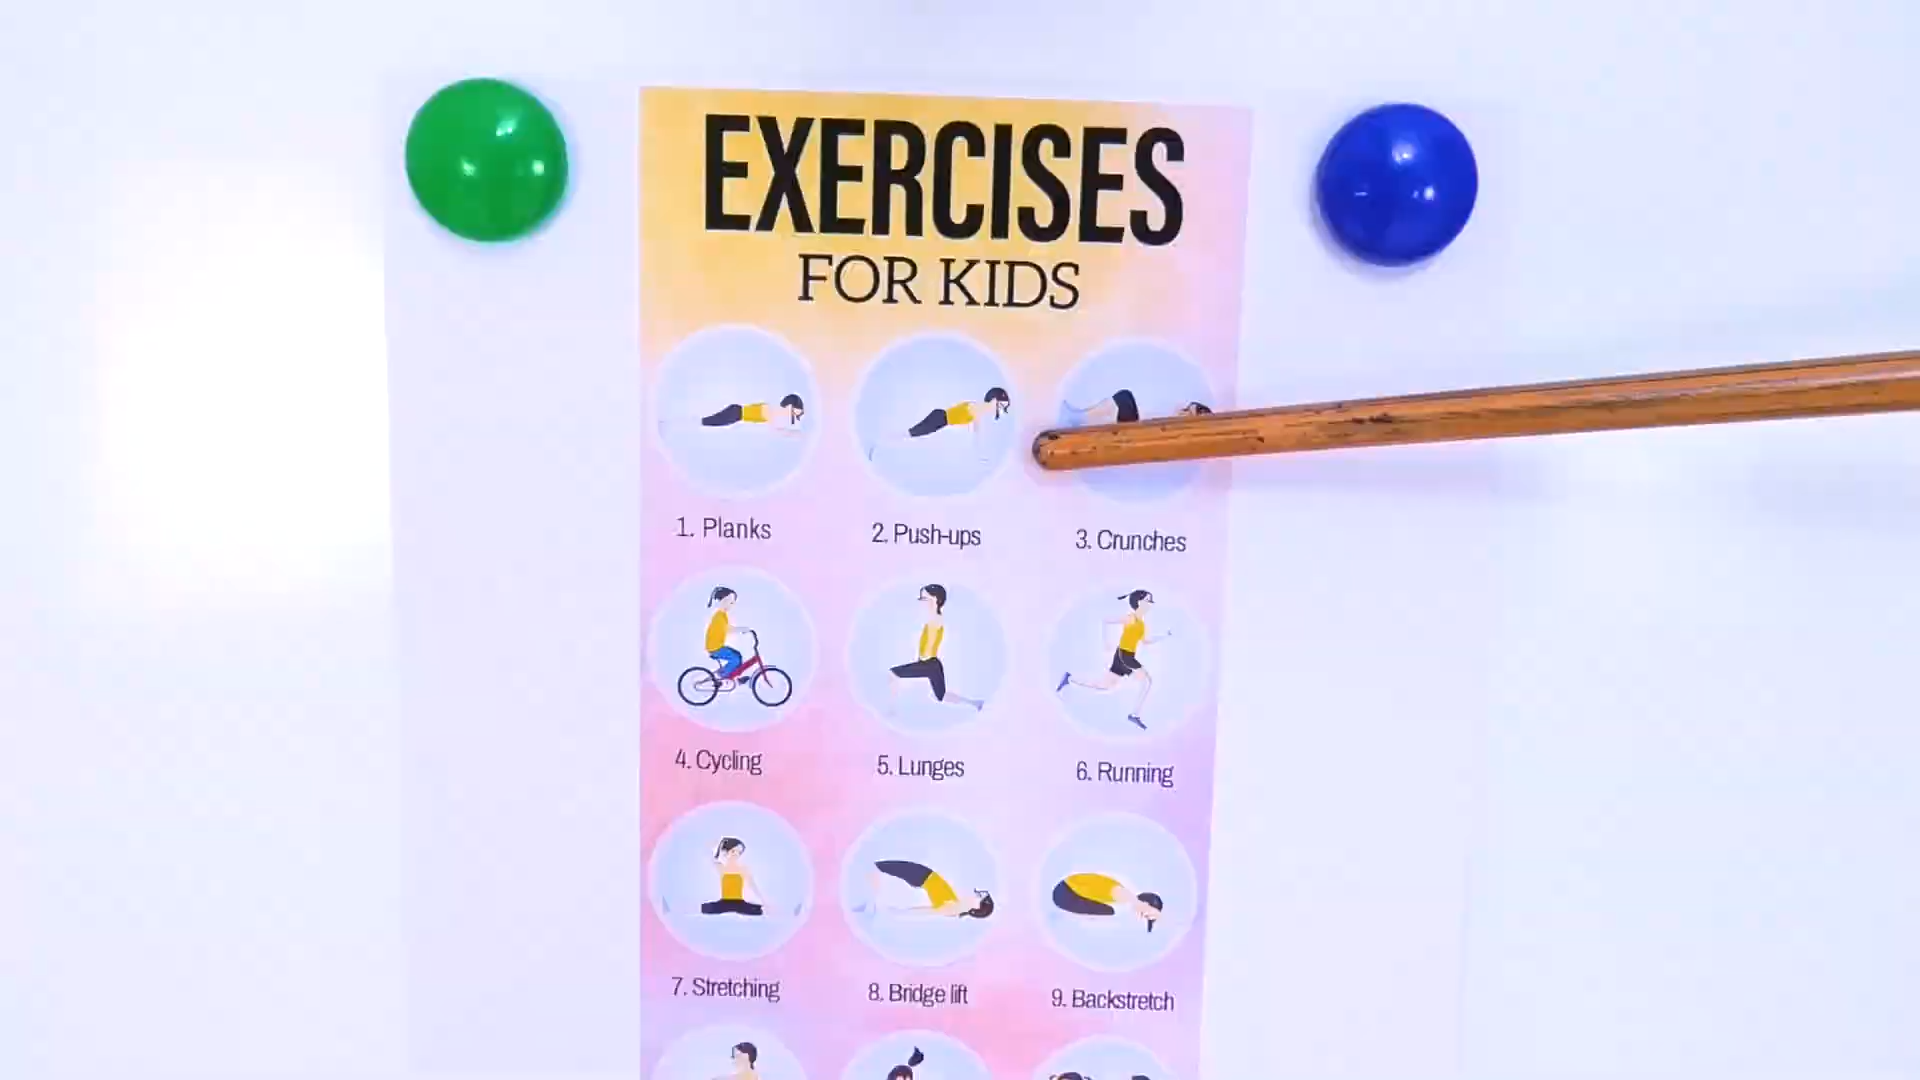 EXERCISES
FOR KIDS
1. Planks
2. Push-ups
3. Crunches
4. Cycling
5. Lunges
6. Running
7. Stretching
8. Bridge lift
9. Backstretch